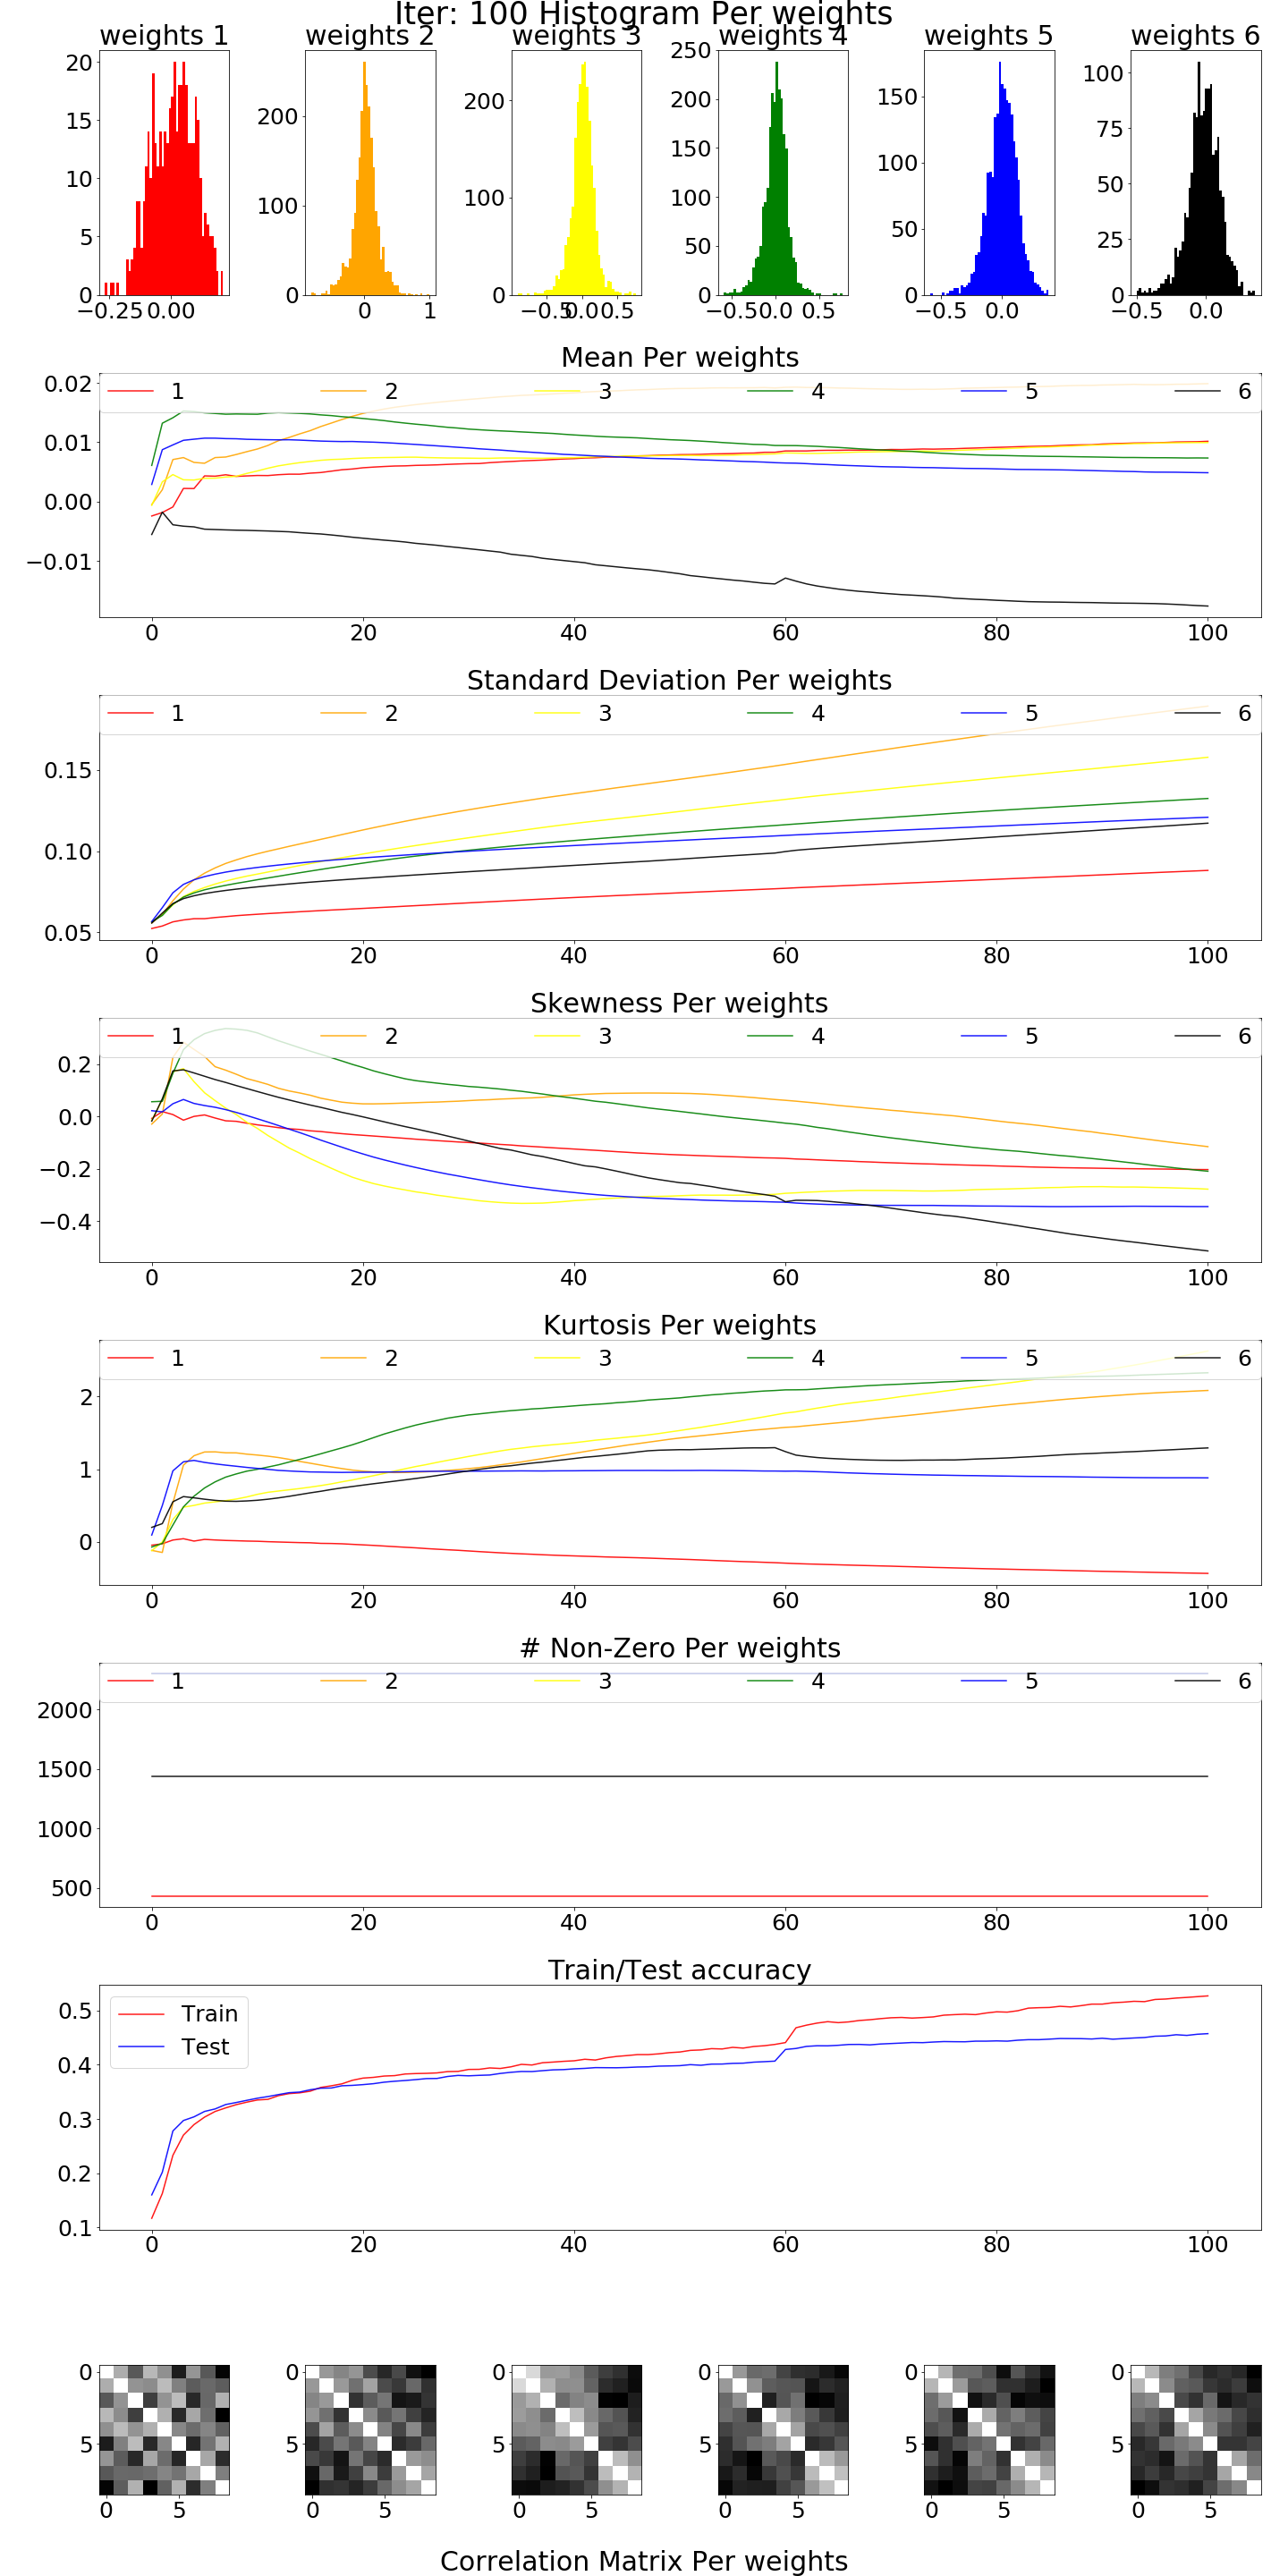 Iter: 100 Histogram Per weights
weights 1 weights 2 weights 3 weights 4 weights 5 weights 6
20
15
10
5
0
−0.25 0.00
200
100
0
0 1
200
100
0
−0.5 0.0 0.5
250
200
150
100
50
0
−0.5 0.0 0.5
150
100
50
0
−0.5 0.0
100
75
50
25
0
−0.5 0.0
Mean Per weights
1 2 3 4 5 6
0.02
0.01
0.00
−0.01
0 20 40 60 80 100
Standard Deviation Per weights
1 2 3 4 5 6
0.15
0.10
0.05
0 20 40 60 80 100
Skewness Per weights
1 2 3 4 5 6
0.2
0.0
−0.2
−0.4
0 20 40 60 80 100
Kurtosis Per weights
1 2 3 4 5 6
2
1
0
0 20 40 60 80 100
# Non-Zero Per weights
1 2 3 4 5 6
2000
1500
1000
500
0 20 40 60 80 100
Train/Test accuracy
Train
Test
0.5
0.4
0.3
0.2
0.1
0 20 40 60 80 100
0 0 0 0 0 0
5 5 5 5 5 5
0 5 0 5 0 5 0 5 0 5 0 5
Correlation Matrix Per weights